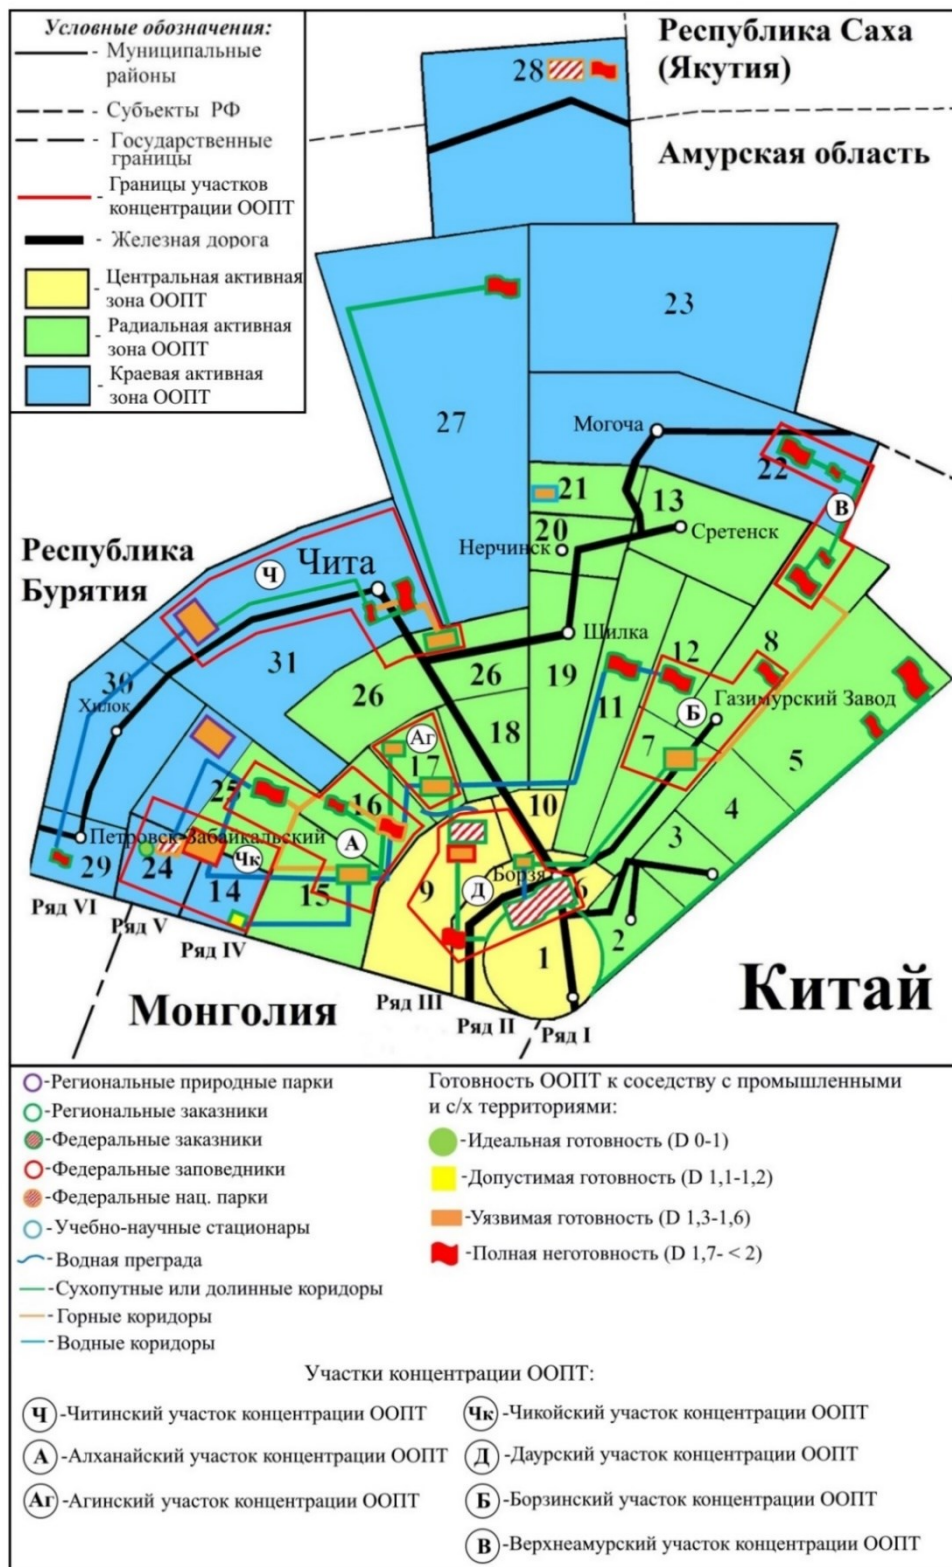 Условные обозначения:
- Муниципальные
районы
- Субъекты РФ
- Государственные
границы
- Границы участков
концентрации ООПТ
- Железная дорога
- Центральная активная
зона ООПТ
- Радиальная активная
зона ООПТ
- Краевая активная
зона ООПТ
Республика Саха
(Якутия)
28
Амурская область
23
27
Могоча
22
21
13
В
20
Сретенск
Нерчинск
Республика
Бурятия
Ч
Чита
Шилка
31
30
26
26
19
12
8
Хилок
18
11
Газимурский Завод
Б
Аг
17
7
5
25
16
10
4
3
Петровск-Забайкальский
А
Чк
29
24
14
15
9
Борзя
6
Д
2
1
Ряд VI
Ряд V
Ряд IV
Ряд III
Ряд II
Ряд I
Монголия
Китай
-Региональные природные парки
-Региональные заказники
-Федеральные заказники
-Федеральные заповедники
-Федеральные нац. парки
-Учебно-научные стационары
-Водная преграда
-Сухопутные или долинные коридоры
-Горные коридоры
-Водные коридоры
Готовность ООПТ к соседству с промышленными
и с/х территориями:
-Идеальная готовность (D 0-1)
-Допустимая готовность (D 1,1-1,2)
-Уязвимая готовность (D 1,3-1,6)
-Полная неготовность (D 1,7- < 2)
Участки концентрации ООПТ:
Ч -Читинский участок концентрации ООПТ
А -Алханайский участок концентрации ООПТ
Аг -Агинский участок концентрации ООПТ
Чк -Чикойский участок концентрации ООПТ
Д -Даурский участок концентрации ООПТ
Б -Борзинский участок концентрации ООПТ
В -Верхнеамурский участок концентрации ООПТ